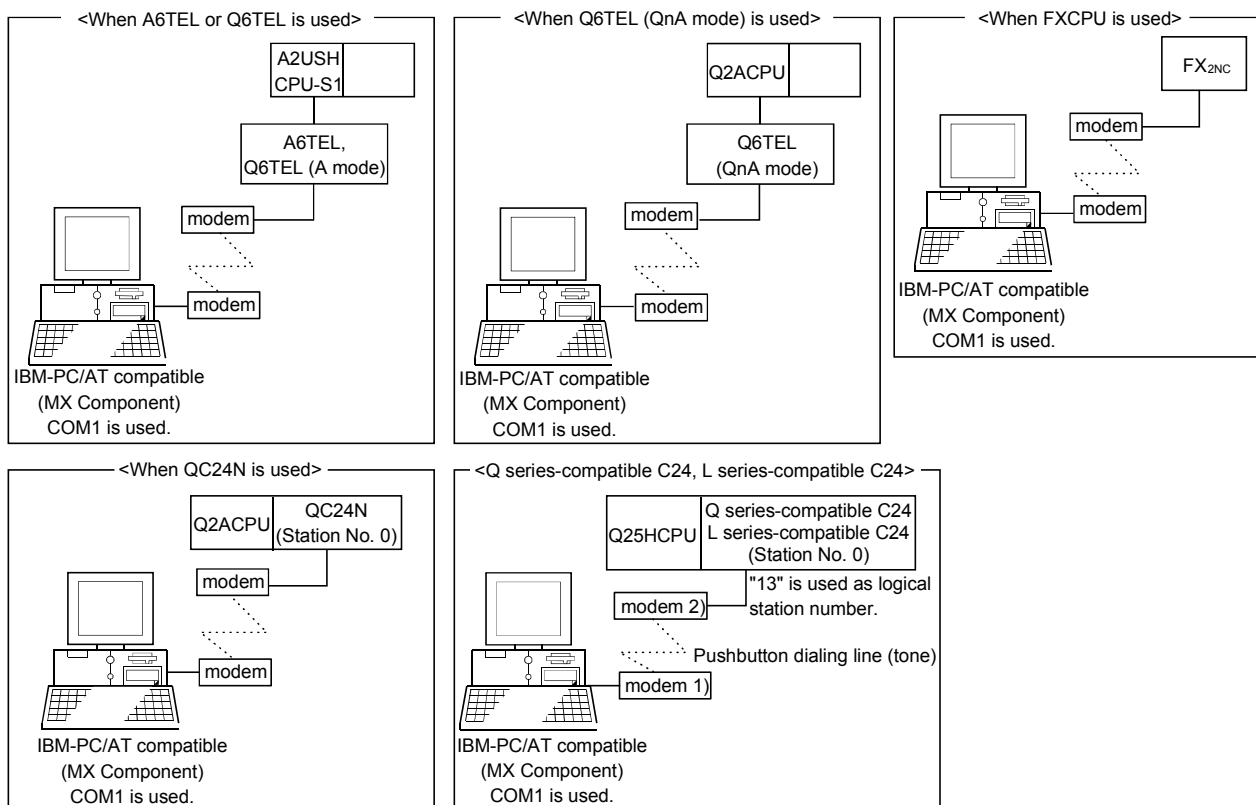 <When A6TEL or Q6TEL is used>
A2USH
CPU-S1
A6TEL,
Q6TEL (A mode)
modem
modem
IBM-PC/AT compatible
(MX Component)
COM1 is used.
<When Q6TEL (QnA mode) is used>
Q2ACPU
Q6TEL
(QnA mode)
modem
modem
IBM-PC/AT compatible
(MX Component)
COM1 is used.
<When FXCPU is used>
FX2NC
modem
modem
IBM-PC/AT compatible
(MX Component)
COM1 is used.
<When QC24N is used>
Q2ACPU
QC24N
(Station No. 0)
modem
modem
IBM-PC/AT compatible
(MX Component)
COM1 is used.
<Q series-compatible C24, L series-compatible C24>
Q25HCPU
Q series-compatible C24
L series-compatible C24
(Station No. 0)
"13" is used as logical
station number.
modem 2)
Pushbutton dialing line (tone)
modem 1)
IBM-PC/AT compatible
(MX Component)
COM1 is used.